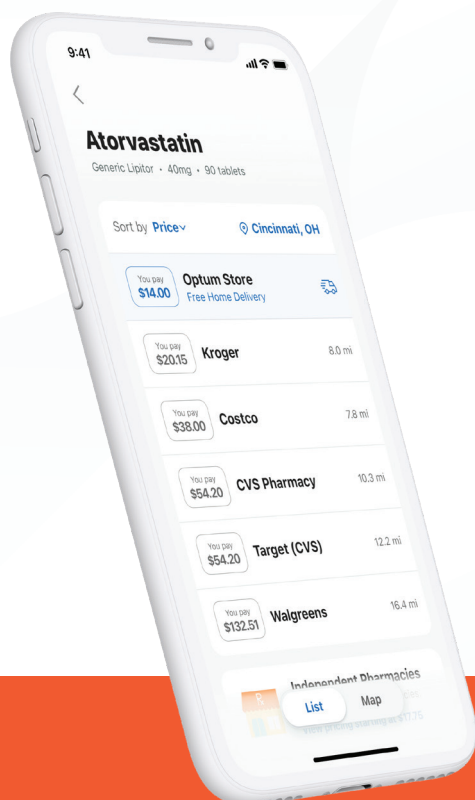 9:41
Atorvastatin
Generic Lipitor • 40mg • 90 tablets
Sort by Price
Cincinnati, OH
You pay
$14.00
Optum Store
Free Home Delivery
You pay
$20.15
Kroger
8.0 mi
You pay
$38.00
Costco
7.8 mi
You pay
$54.20
CVS Pharmacy
10.3 mi
You pay
$54.20
Target (CVS)
12.2 mi
You pay
$132.51
Walgreens
16.4 mi
Independent Pharmacies
List
Map